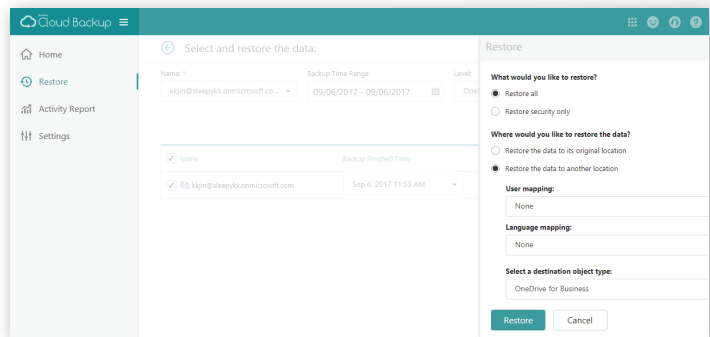 Cloud Backup
Home
Restore
Activity Report
Settings
Select and restore the data:
Name: *
Backup Time Range:
Level:
kkjin@sleepykk.onmicrosoft.co...
09/06/2017 - 09/06/2017
One
Name
Backup Finished Time
kkjin@sleepykk.onmicrosoft.com
Sep 6, 2017 11:53 AM
Restore
What would you like to restore?
Restore all
Restore security only
Where would you like to restore the data?
Restore the data to its original location
Restore the data to another location
User mapping:
None
Language mapping:
None
Select a destination object type:
OneDrive for Business
Restore
Cancel